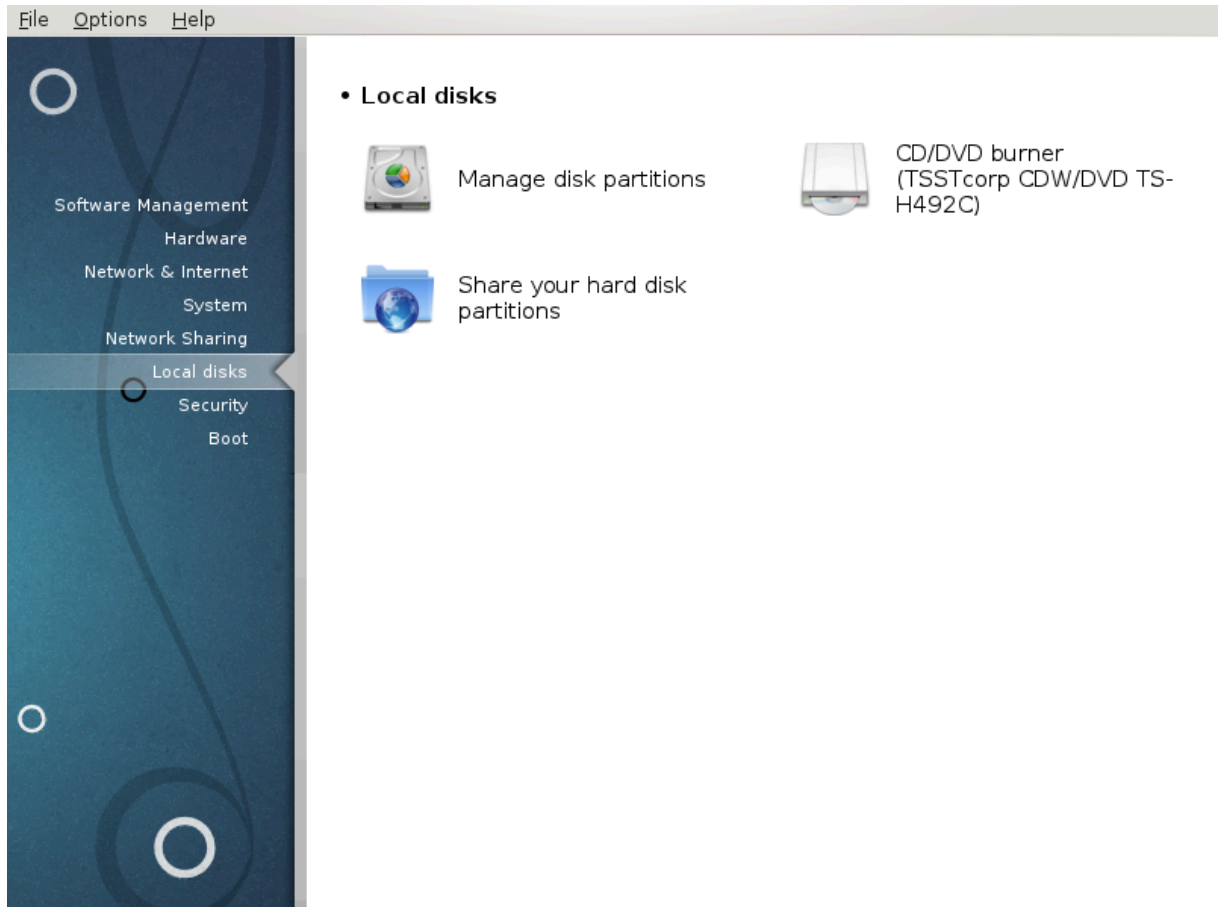 File Options Help
Software Management
Hardware
Network & Internet
System
Network Sharing
Local disks
Security
Boot
• Local disks
Manage disk partitions
CD/DVD burner
(TSSTcorp CDW/DVD TS-
H492C)
Share your hard disk
partitions